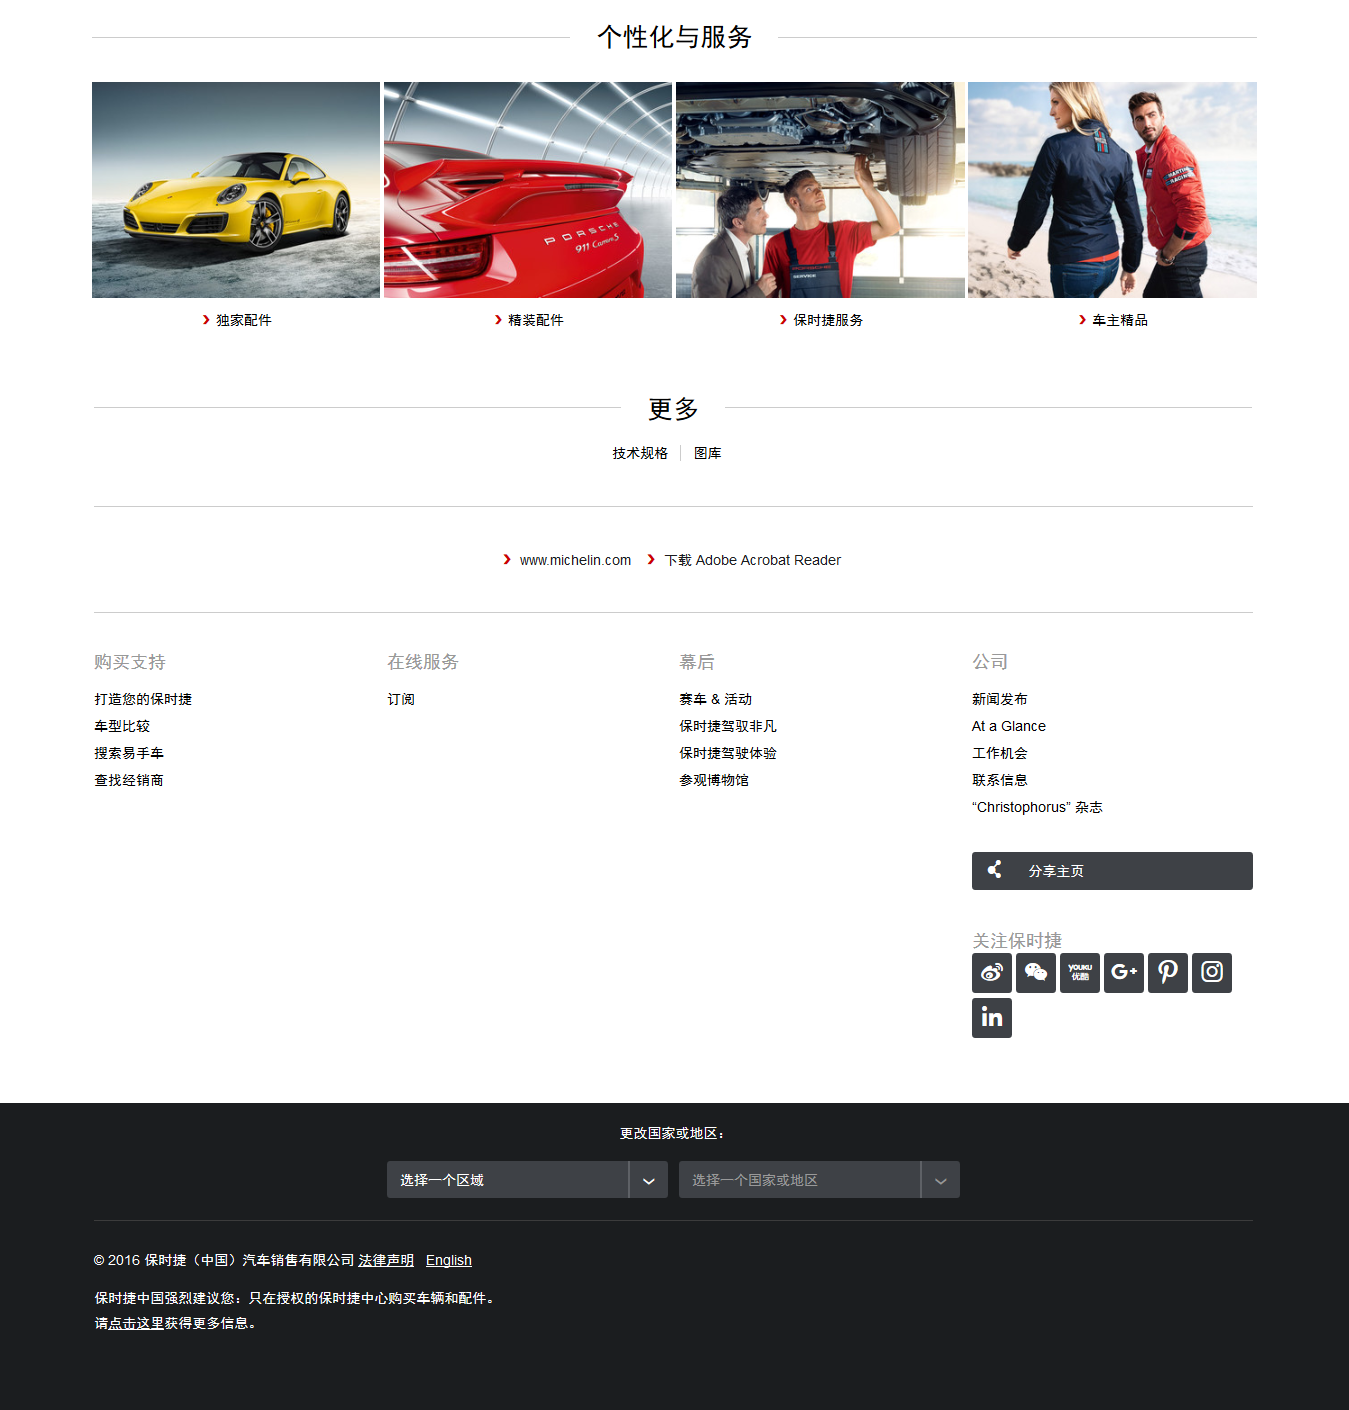 个性化与服务
PORSCHE
911 Carrera S
PORSCHE
SERVICE
MARTINI
RACING
独家配件
精装配件
保时捷服务
车主精品
更多
技术规格 图库
www.michelin.com 下载 Adobe Acrobat Reader
购买支持
打造您的保时捷
车型比较
搜索易手车
查找经销商
在线服务
订阅
幕后
赛车 & 活动
保时捷驾驭非凡
保时捷驾驶体验
参观博物馆
公司
新闻发布
At a Glance
工作机会
联系信息
“Christophorus” 杂志
分享主页
关注保时捷
YOUKU
优酷
G+
in
更改国家或地区：
选择一个区域
选择一个国家或地区
© 2016 保时捷（中国）汽车销售有限公司 法律声明 English
保时捷中国强烈建议您：只在授权的保时捷中心购买车辆和配件。
请点击这里获得更多信息。